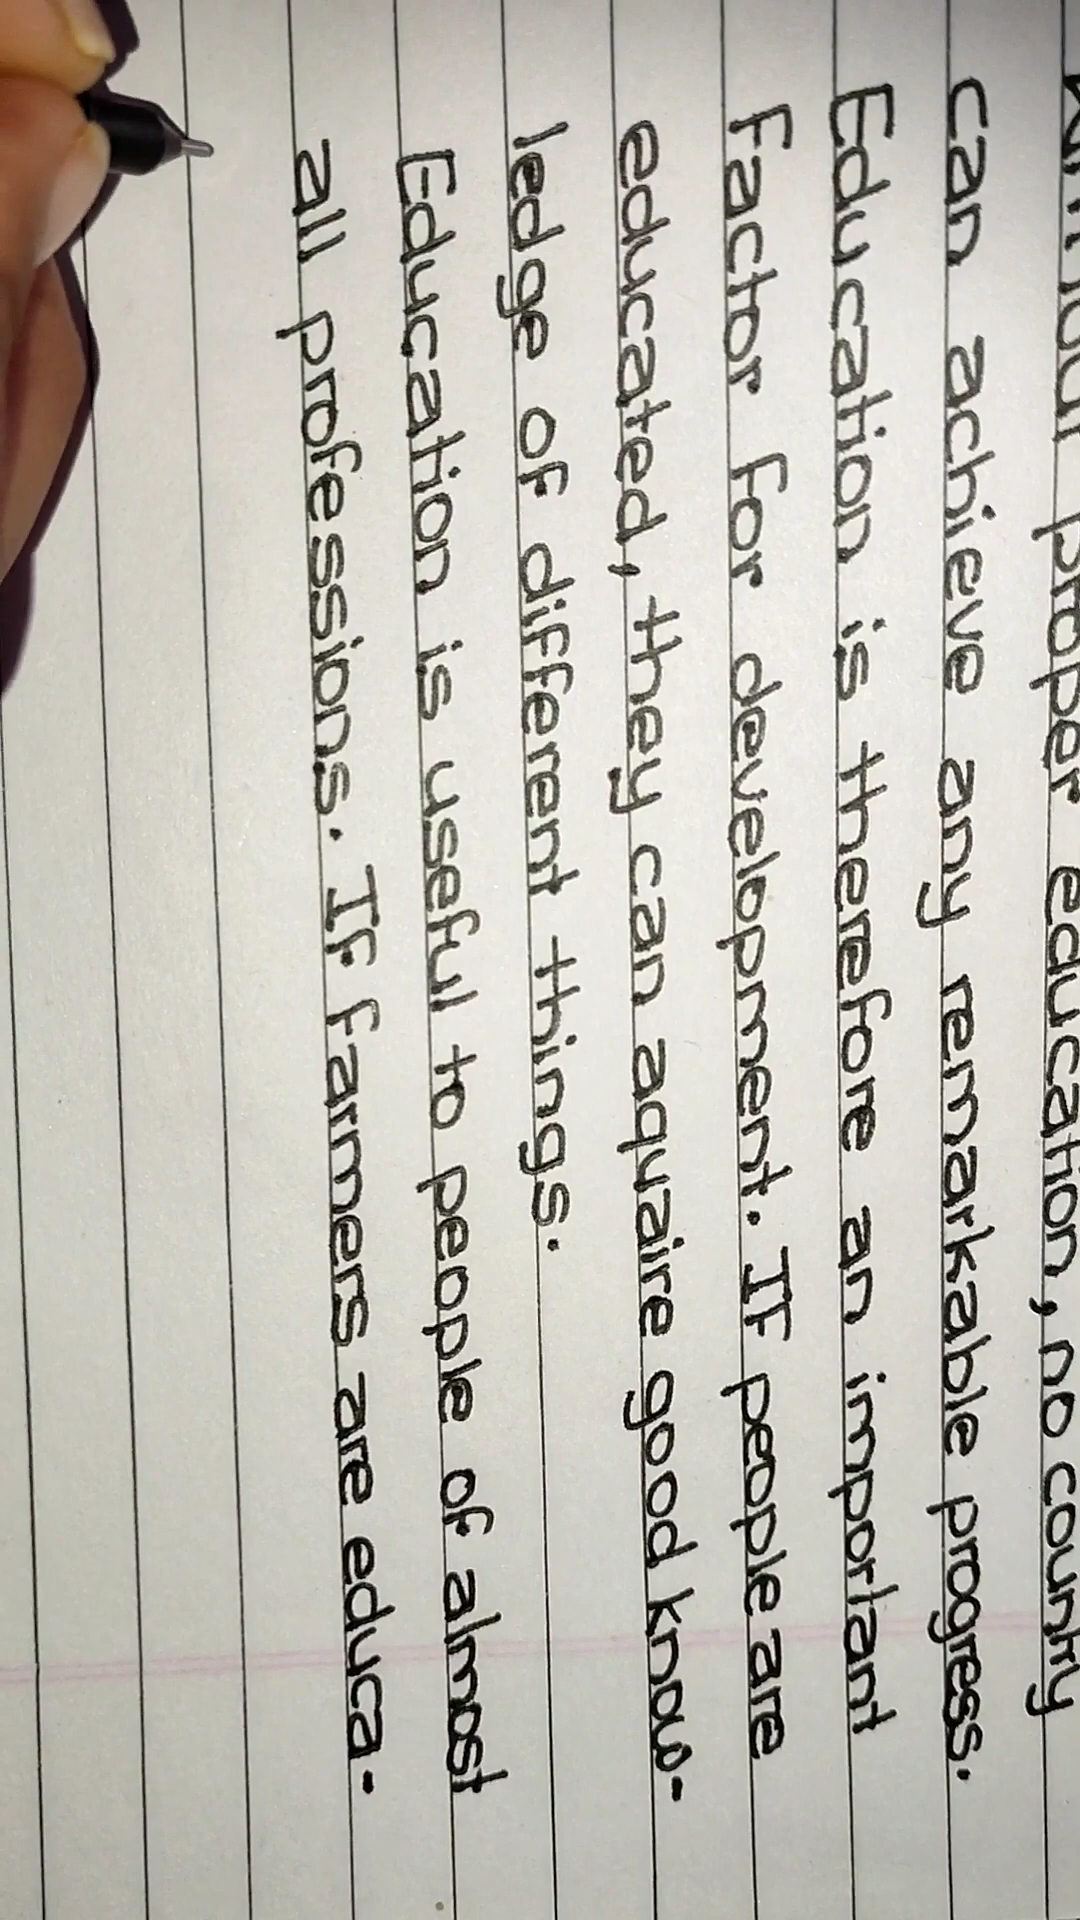 proper education, no country
can achieve any remarkable progress.
Education is therefore an important
Factor for development. IF people are
educated, they can aquaire good know-
ledge of different things.
Education is useful to people of almost
all professions. IF farmers are educa-